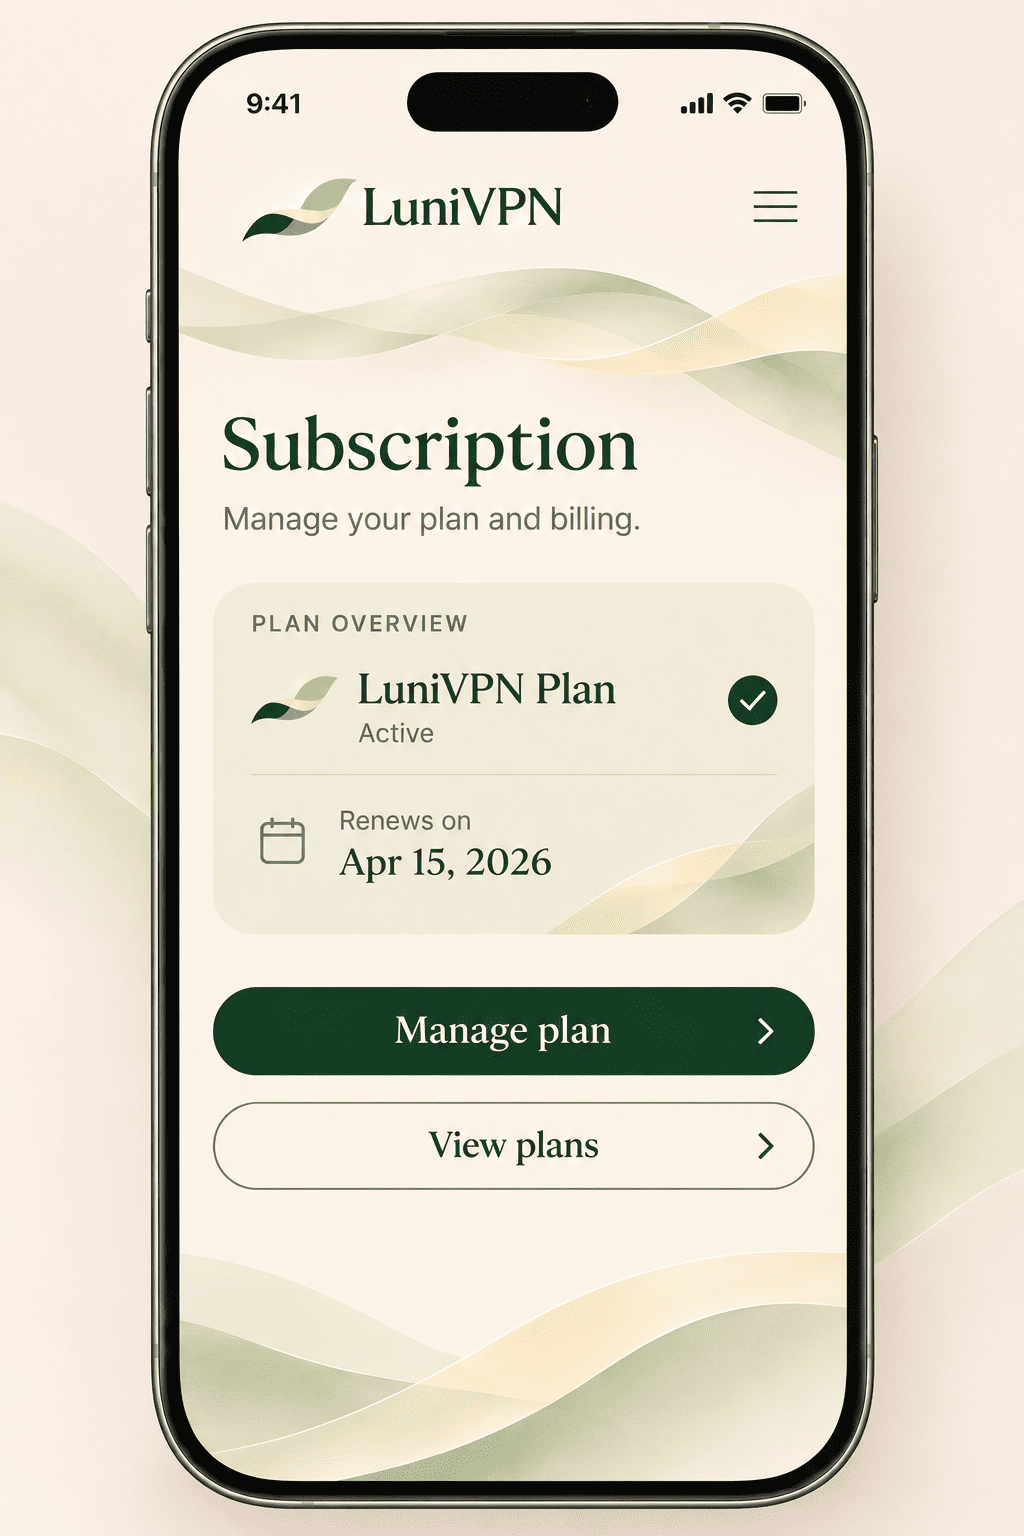 9:41
LuniVPN
Subscription
Manage your plan and billing.
PLAN OVERVIEW
LuniVPN Plan
Active
Renews on
Apr 15, 2026
Manage plan
View plans